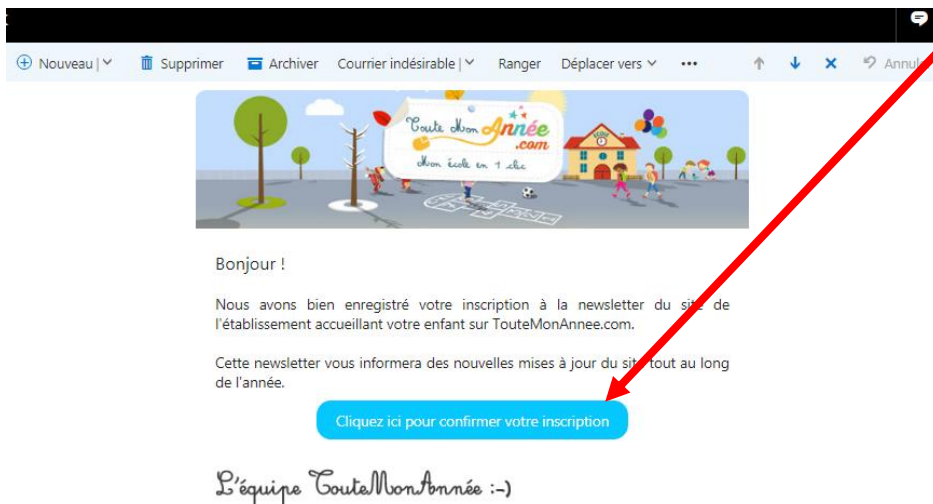 Nouveau | Supprimer Archiver Courrier indésirable | Ranger Déplacer vers ... Annule
Toute Mon Année
.com
Mon école en 1 clic
Bonjour !
Nous avons bien enregistré votre inscription à la newsletter du site de
l'établissement accueillant votre enfant sur TouteMonAnnee.com.
Cette newsletter vous informera des nouvelles mises à jour du site tout au long
de l'année.
Cliquez ici pour confirmer votre inscription
L'équipe TouteMonAnnée :-)